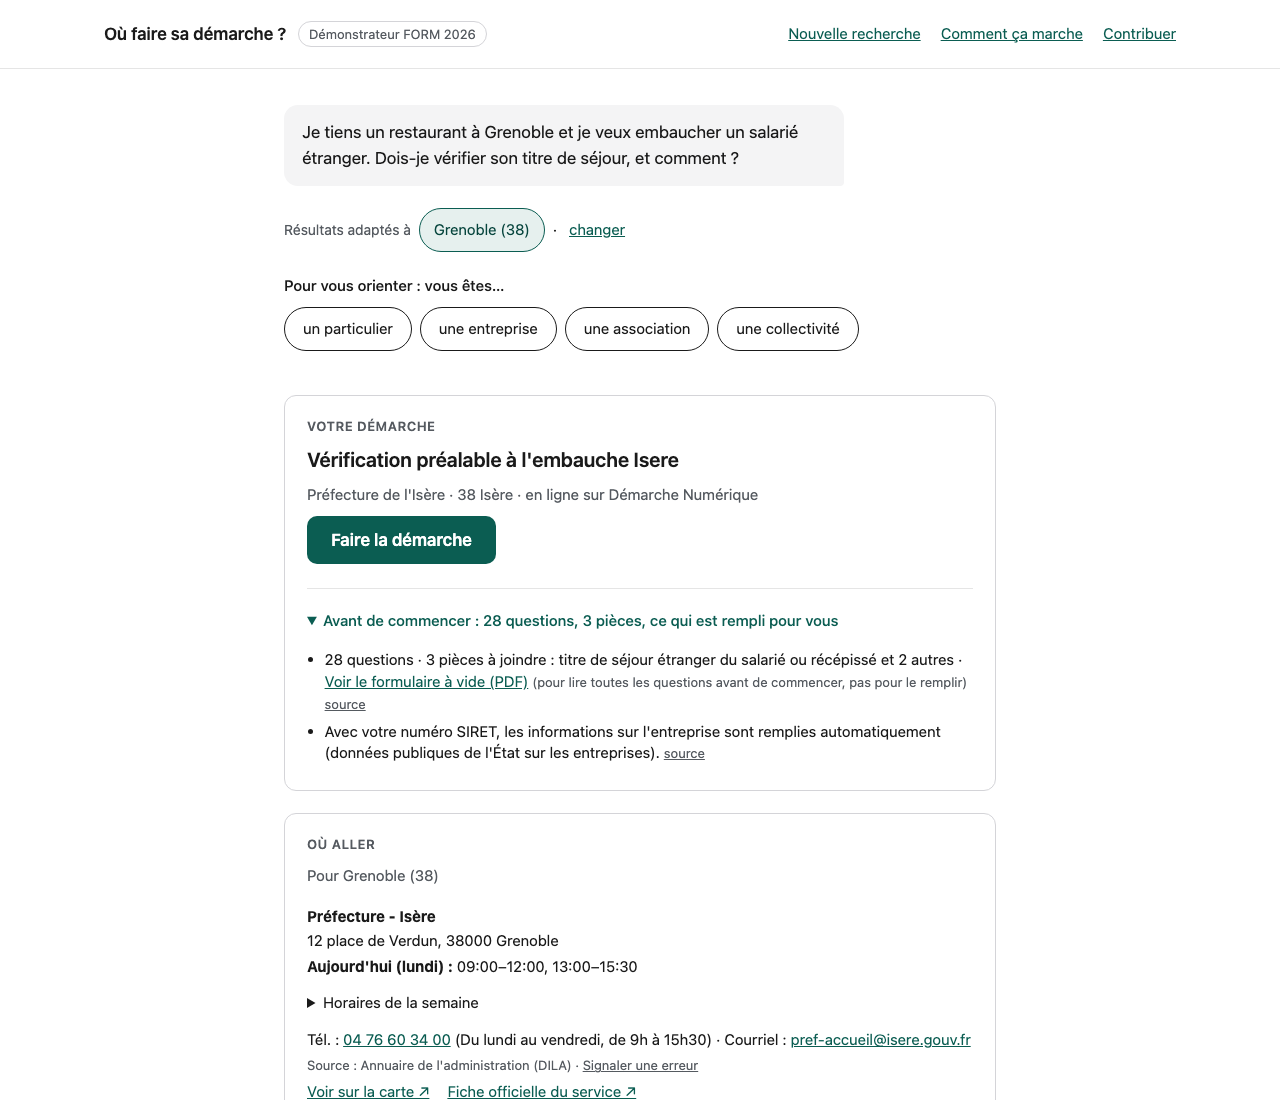 Où faire sa démarche ?
Démonstrateur FORM 2026
Nouvelle recherche
Comment ça marche
Contribuer
Je tiens un restaurant à Grenoble et je veux embaucher un salarié
étranger. Dois-je vérifier son titre de séjour, et comment ?
Résultats adaptés à Grenoble (38) · changer
Pour vous orienter : vous êtes...
un particulier
une entreprise
une association
une collectivité
VOTRE DÉMARCHE
Vérification préalable à l'embauche Isere
Préfecture de l'Isère · 38 Isère · en ligne sur Démarche Numérique
Faire la démarche
▼ Avant de commencer : 28 questions, 3 pièces, ce qui est rempli pour vous
• 28 questions · 3 pièces à joindre : titre de séjour étranger du salarié ou récépissé et 2 autres ·
Voir le formulaire à vide (PDF) (pour lire toutes les questions avant de commencer, pas pour le remplir)
source
• Avec votre numéro SIRET, les informations sur l'entreprise sont remplies automatiquement
(données publiques de l'État sur les entreprises). source
OÙ ALLER
Pour Grenoble (38)
Préfecture - Isère
12 place de Verdun, 38000 Grenoble
Aujourd'hui (lundi) : 09:00–12:00, 13:00–15:30
▶ Horaires de la semaine
Tél. : 04 76 60 34 00 (Du lundi au vendredi, de 9h à 15h30) · Courriel : pref-accueil@isere.gouv.fr
Source : Annuaire de l'administration (DILA) · Signaler une erreur
Voir sur la carte ↗ Fiche officielle du service ↗